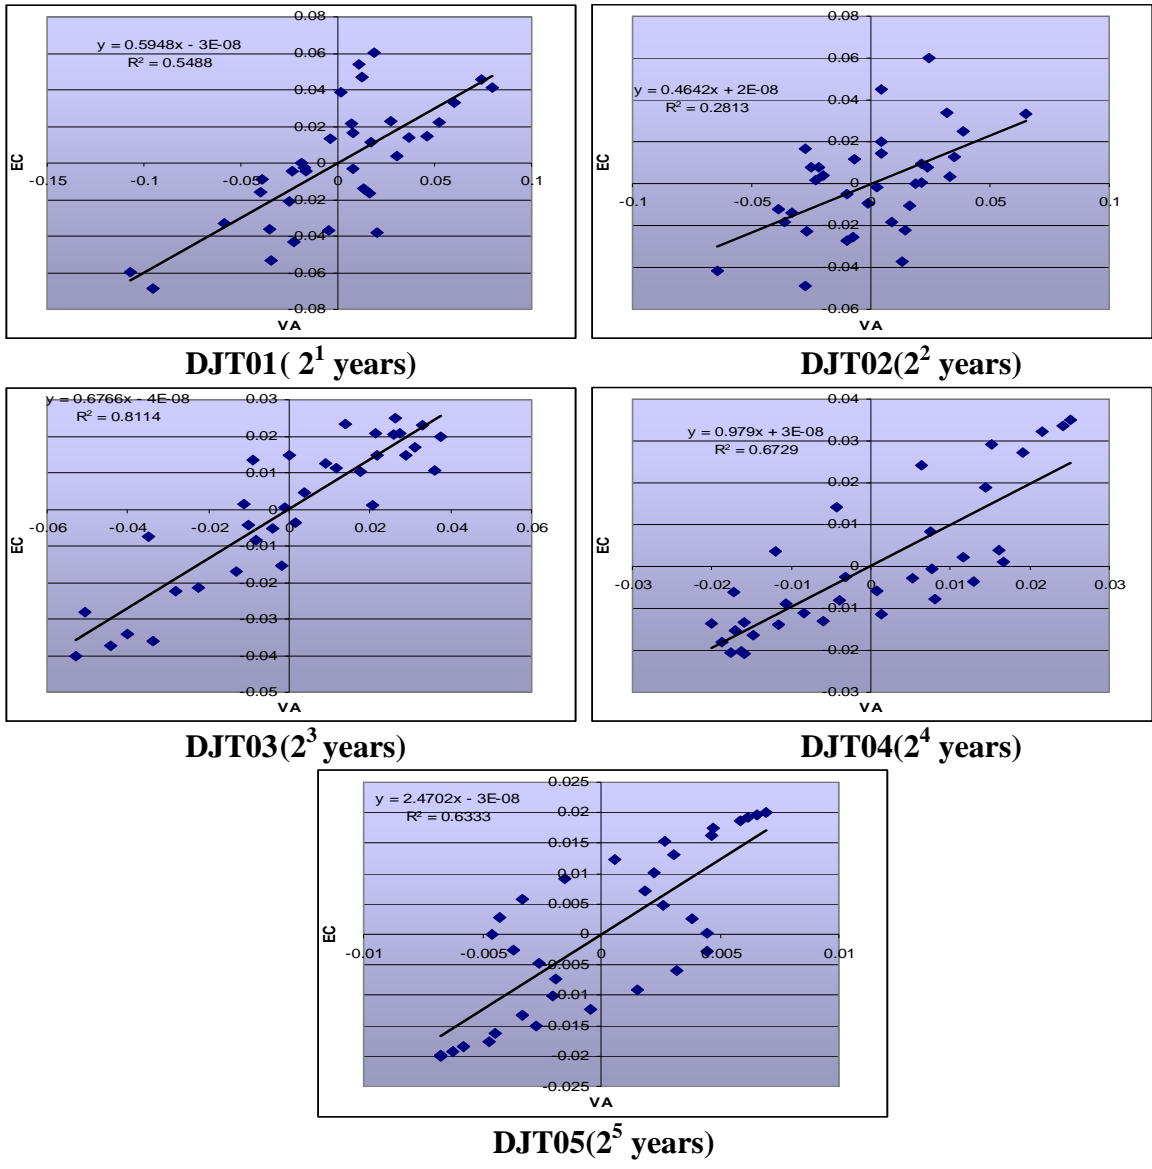 0.08
y = 0.5948x - 3E-08
R² = 0.5488
0.06
0.04
0.02
0
-0.15 -0.1 -0.05 0 0.05 0.1
-0.02
-0.04
-0.06
-0.08
EC
VA
DJT01( 2¹ years)
0.08
0.06
y = 0.4642x + 2E-08
R² = 0.2813
0.04
0.02
0
-0.1 -0.05 0 0.05 0.1
-0.02
-0.04
-0.06
EC
VA
DJT02(2² years)
y = 0.6766x - 4E-08
R² = 0.8114
0.03
0.02
0.01
0
-0.06 -0.04 -0.02 0 0.02 0.04 0.06
-0.01
-0.02
-0.03
-0.04
-0.05
EC
VA
DJT03(2³ years)
0.04
y = 0.979x + 3E-08
R² = 0.6729
0.03
0.02
0.01
0
-0.03 -0.02 -0.01 0 0.01 0.02 0.03
-0.01
-0.02
-0.03
EC
VA
DJT04(2⁴ years)
0.025
y = 2.4702x - 3E-08
R² = 0.6333
0.02
0.015
0.01
0.005
0
-0.01 -0.005 0 0.005 0.01
-0.005
-0.01
-0.015
-0.02
-0.025
EC
VA
DJT05(2⁵ years)